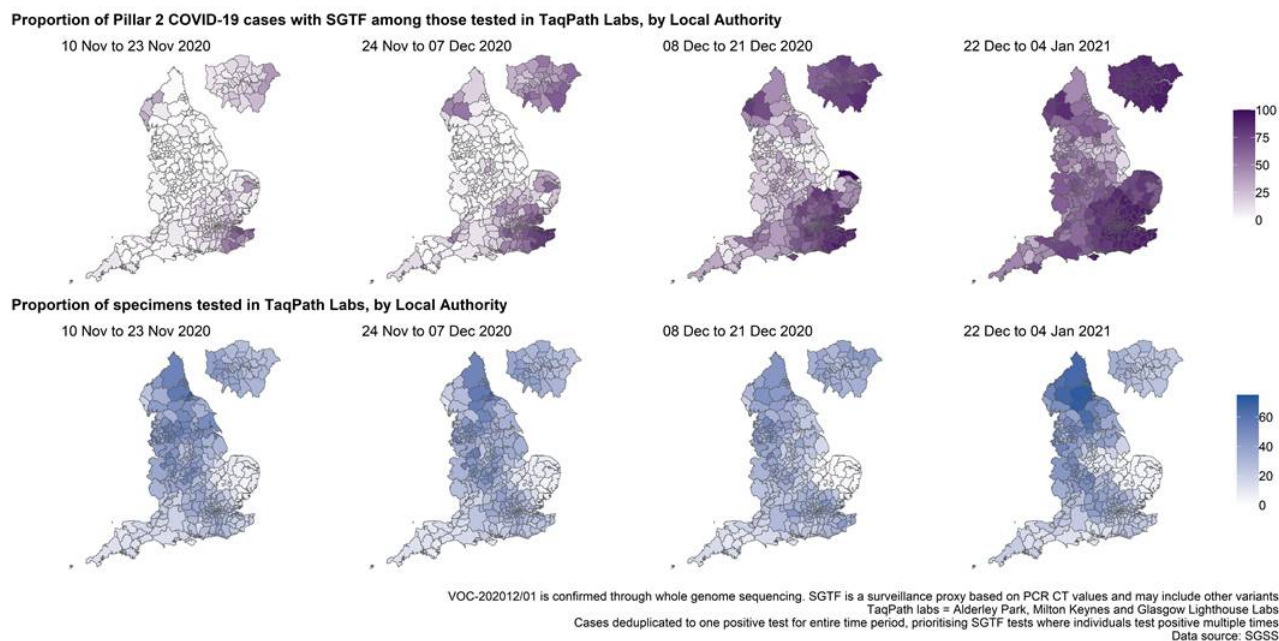 Proportion of Pillar 2 COVID-19 cases with SGTF among those tested in TaqPath Labs, by Local Authority
10 Nov to 23 Nov 2020
24 Nov to 07 Dec 2020
08 Dec to 21 Dec 2020
22 Dec to 04 Jan 2021
100
75
50
25
0
Proportion of specimens tested in TaqPath Labs, by Local Authority
10 Nov to 23 Nov 2020
24 Nov to 07 Dec 2020
08 Dec to 21 Dec 2020
22 Dec to 04 Jan 2021
60
40
20
0
VOC-202012/01 is confirmed through whole genome sequencing. SGTF is a surveillance proxy based on PCR CT values and may include other variants
TaqPath labs = Alderley Park, Milton Keynes and Glasgow Lighthouse Labs
Cases deduplicated to one positive test for entire time period, prioritising SGTF tests where individuals test positive multiple times
Data source: SGSS